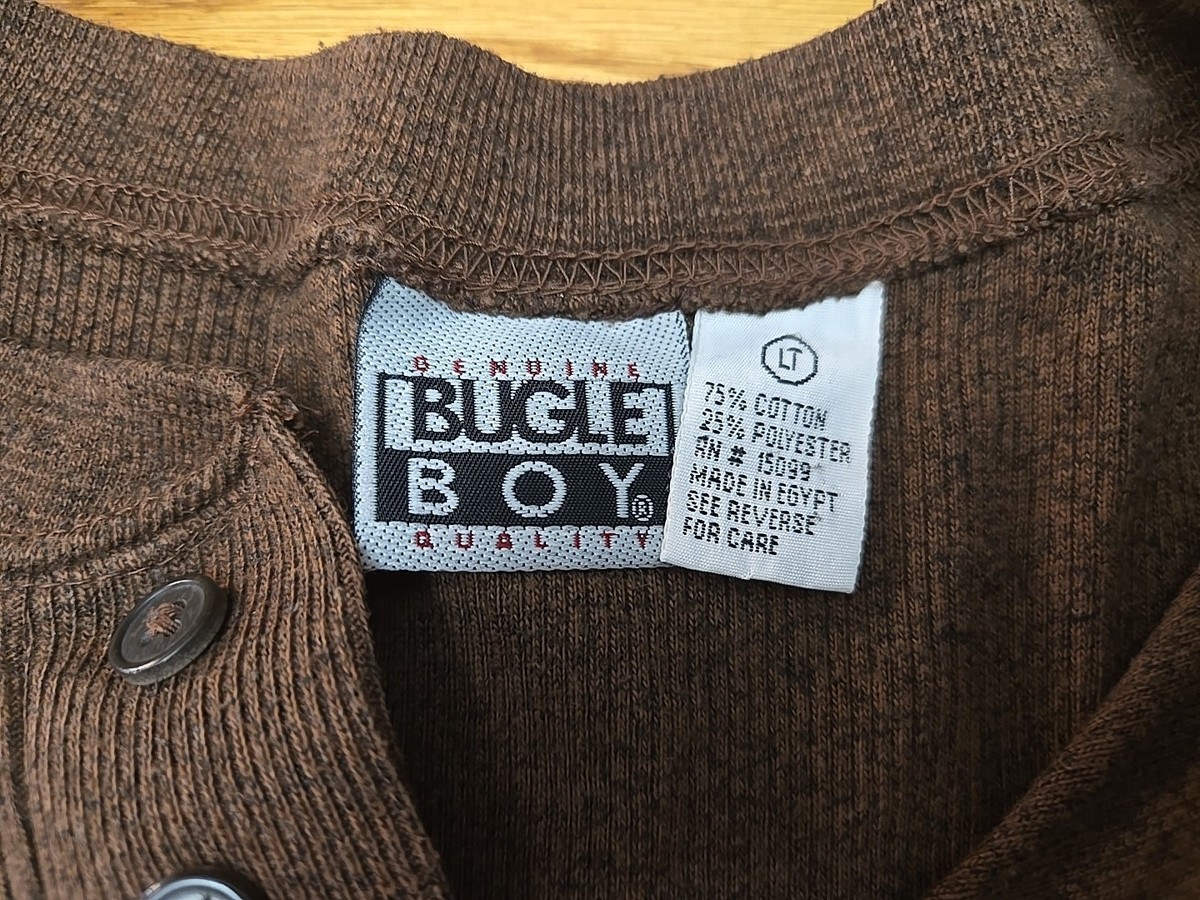 GENUINE
BUGLE
BOY®
QUALITY
LT
75% COTTON
25% POLYESTER
RN # 15099
MADE IN EGYPT
SEE REVERSE
FOR CARE